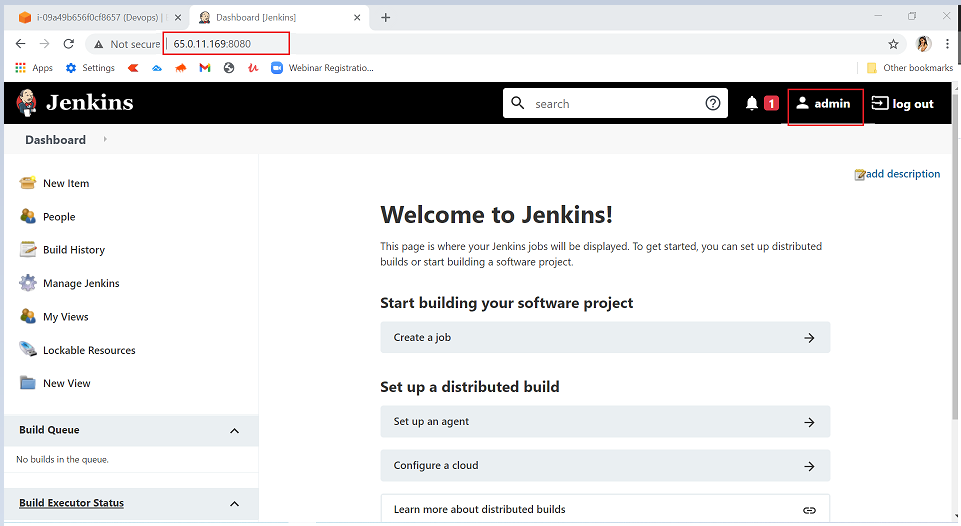 i-09a49b656f0cf8657 (Devops) |
Dashboard [Jenkins]
Not secure | 65.0.11.169:8080
Apps
Settings
Webinar Registratio...
Other bookmarks
Jenkins
search
1
admin
log out
Dashboard
New Item
People
Build History
Manage Jenkins
My Views
Lockable Resources
New View
Build Queue
No builds in the queue.
Build Executor Status
add description
Welcome to Jenkins!
This page is where your Jenkins jobs will be displayed. To get started, you can set up distributed
builds or start building a software project.
Start building your software project
Create a job
Set up a distributed build
Set up an agent
Configure a cloud
Learn more about distributed builds